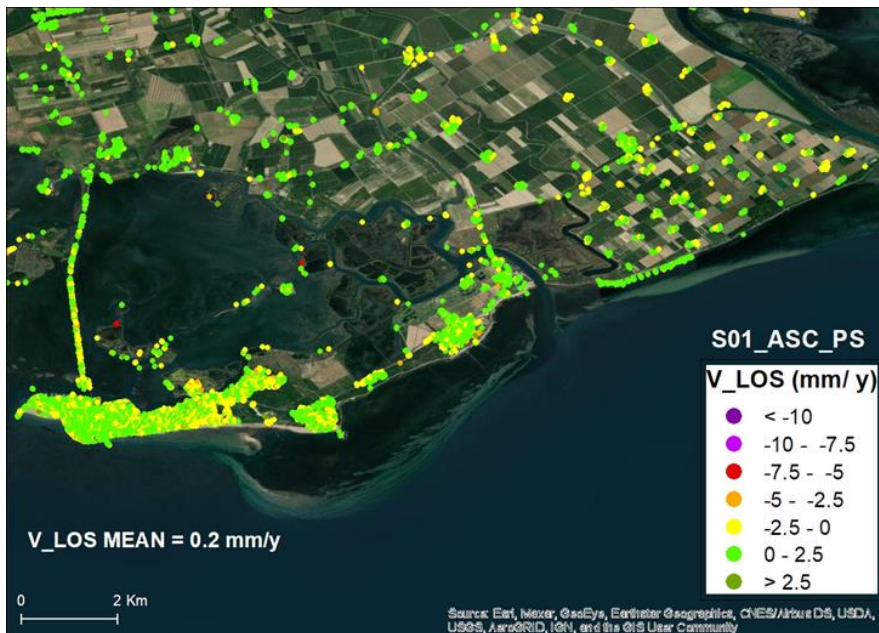 S01_ASC_PS
V_LOS (mm/ y)
< -10
-10 - -7.5
-7.5 - -5
-5 - -2.5
-2.5 - 0
0 - 2.5
> 2.5
V_LOS MEAN = 0.2 mm/y
0 2 Km
Source: Esri, Maxar, GeoEye, Earthstar Geographics, CNES/Airbus DS, USDA,
USGS, AeroGRID, IGN, and the GIS User Community